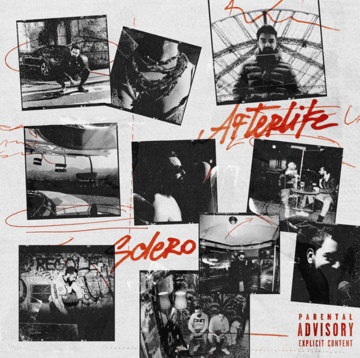 Afterlife
Solero
PARENTAL
ADVISORY
EXPLICIT CONTENT